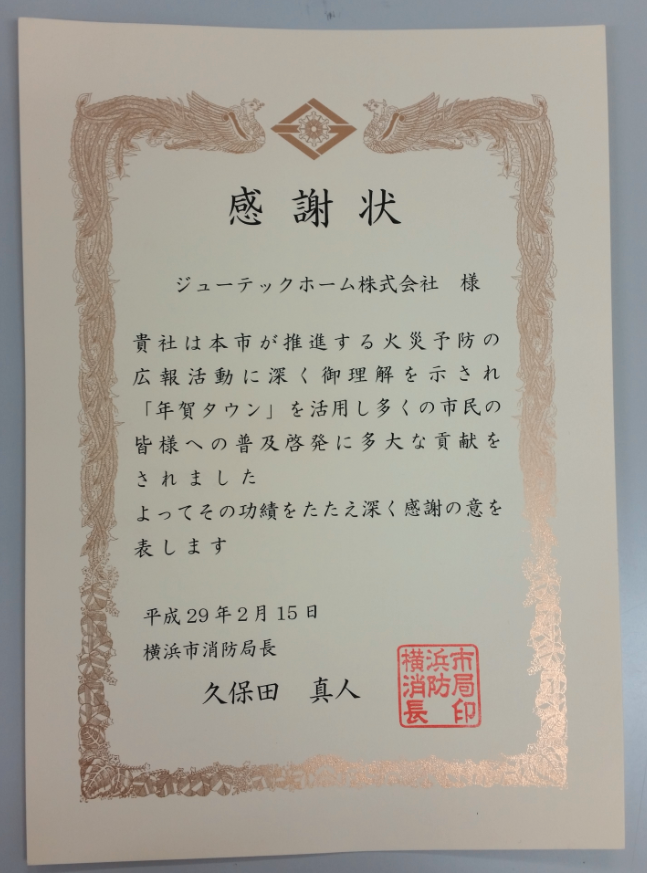 感謝状
ジューテックホーム株式会社 様
貴社は本市が推進する火災予防の
広報活動に深く御理解を示され
「年賀タウン」を活用し多くの市民の
皆様への普及啓発に多大な貢献を
されました
よってその功績をたたえ深く感謝の意を
表します
平成29年2月15日
横浜市消防局長
久保田 真人
横浜市
消防局
長印